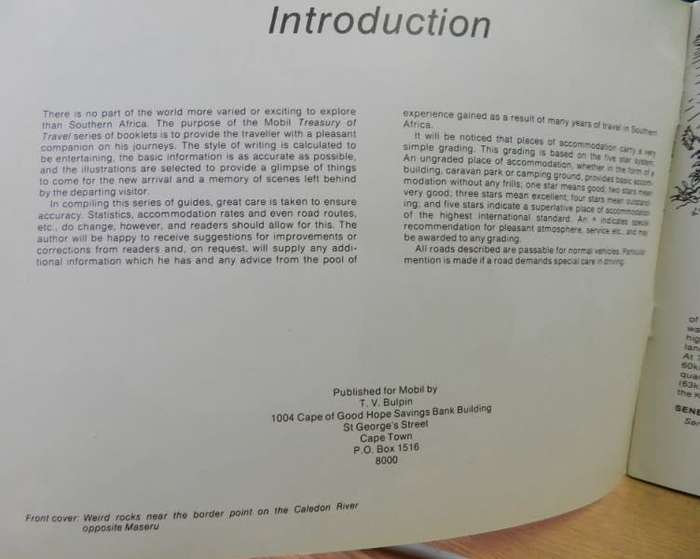 Introduction
There is no part of the world more varied or exciting to explore
than Southern Africa. The purpose of the Mobil Treasury of
Travel series of booklets is to provide the traveller with a pleasant
companion on his journeys. The style of writing is calculated to
be entertaining, the basic information is as accurate as possible,
and the illustrations are selected to provide a glimpse of things
to come for the new arrival and a memory of scenes left behind
by the departing visitor.
In compiling this series of guides, great care is taken to ensure
accuracy. Statistics, accommodation rates and even road routes,
etc., do change, however, and readers should allow for this. The
author will be happy to receive suggestions for improvements or
corrections from readers and, on request, will supply any addi-
tional information which he has and any advice from the pool of
experience gained as a result of many years of travel in Southern
Africa.
It will be noticed that pleces of accommodation carry a very
simple grading. This grading is based on the five star system.
An ungraded place of accommodation, whether in the form of a
building, caravan park or camping ground, provides basic accom-
modation without any frills; one star means good; two stars mean
very good; three stars mean excellent; four stars mean outstand-
ing; and five stars indicate a superlative place of accommodation
of the highest international standard. An indicates special
recommendation for pleasant atmosphere, service etc., and may
be awarded to any grading.
All roads described are passable for normal vehicles. Particular
mention is made if a road demands special care in driving.
Published for Mobil by
T. V. Bulpin
1004 Cape of Good Hope Savings Bank Building
St George's Street
Cape Town
P.O. Box 1516
8000
Front cover: Weird rocks near the border point on the Caledon River
opposite Maseru
of
wa
hig
lan
At
60k
qua
(63k
the K
SENE